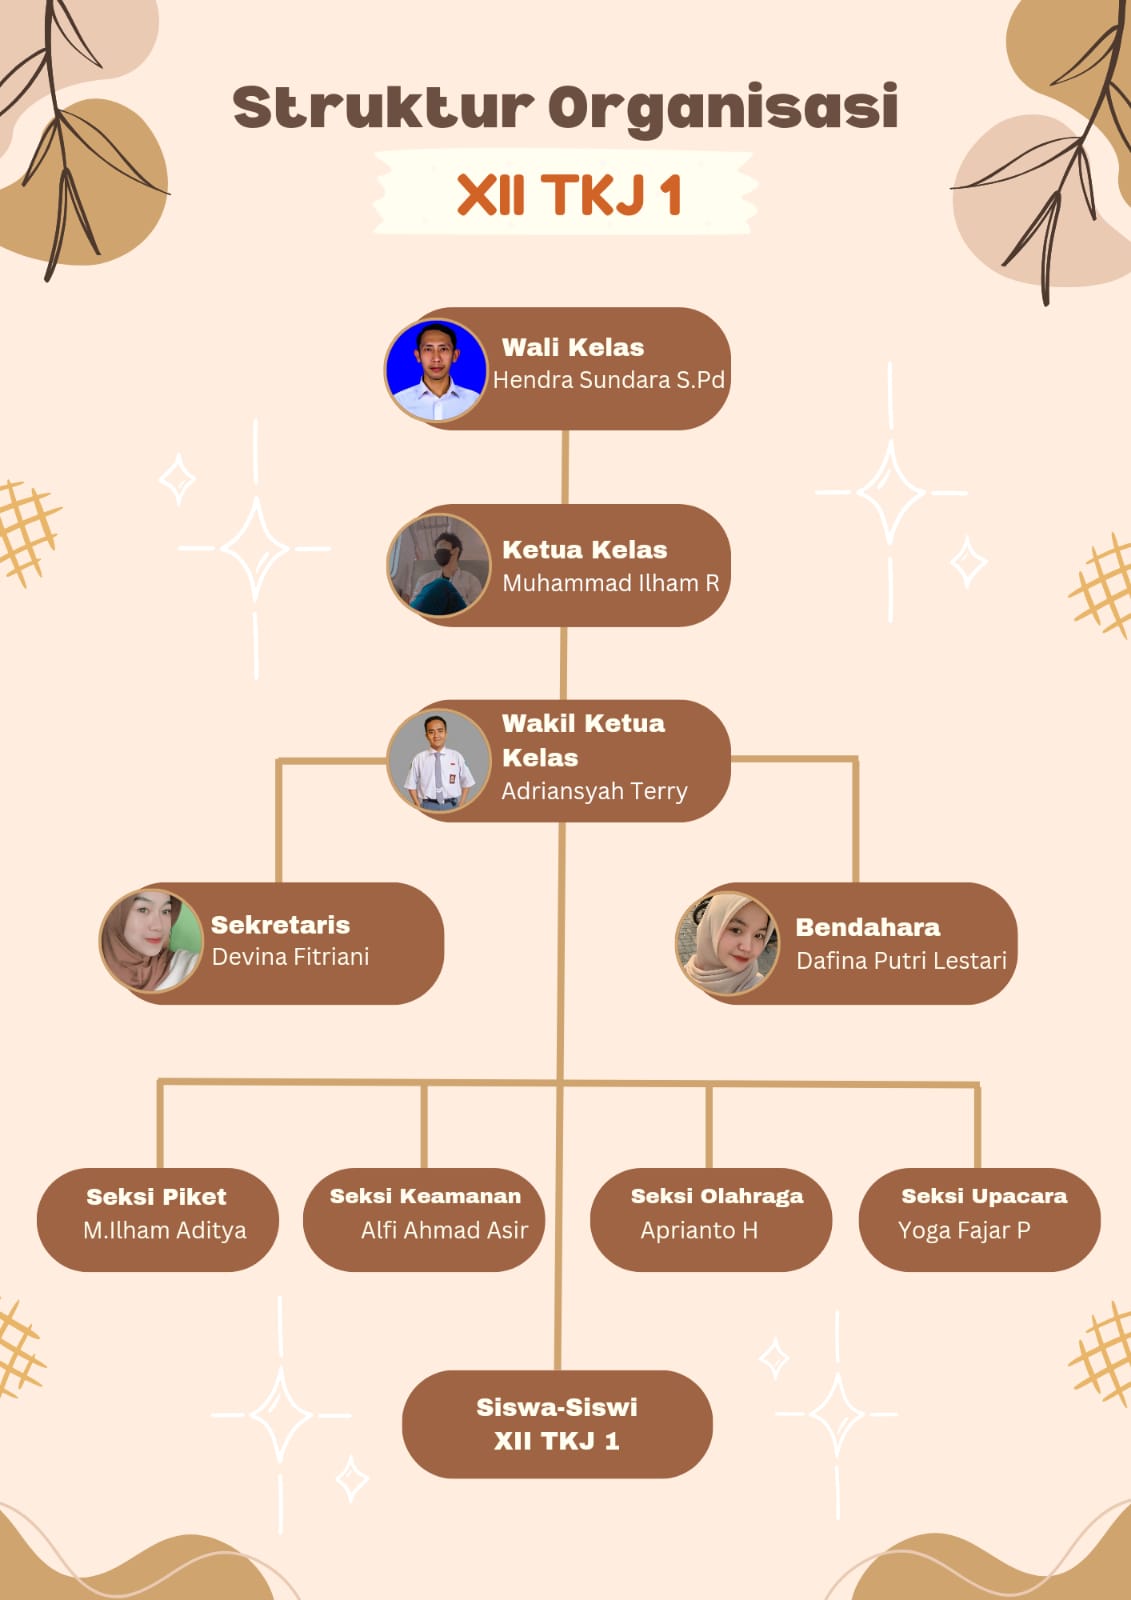 Struktur Organisasi
XII TKJ 1
Wali Kelas
Hendra Sundara S.Pd
Ketua Kelas
Muhammad Ilham R
Wakil Ketua
Kelas
Adriansyah Terry
Sekretaris
Devina Fitriani
Bendahara
Dafina Putri Lestari
Seksi Piket
M.Ilham Aditya
Seksi Keamanan
Alfi Ahmad Asir
Seksi Olahraga
Aprianto H
Seksi Upacara
Yoga Fajar P
Siswa-Siswi
XII TKJ 1